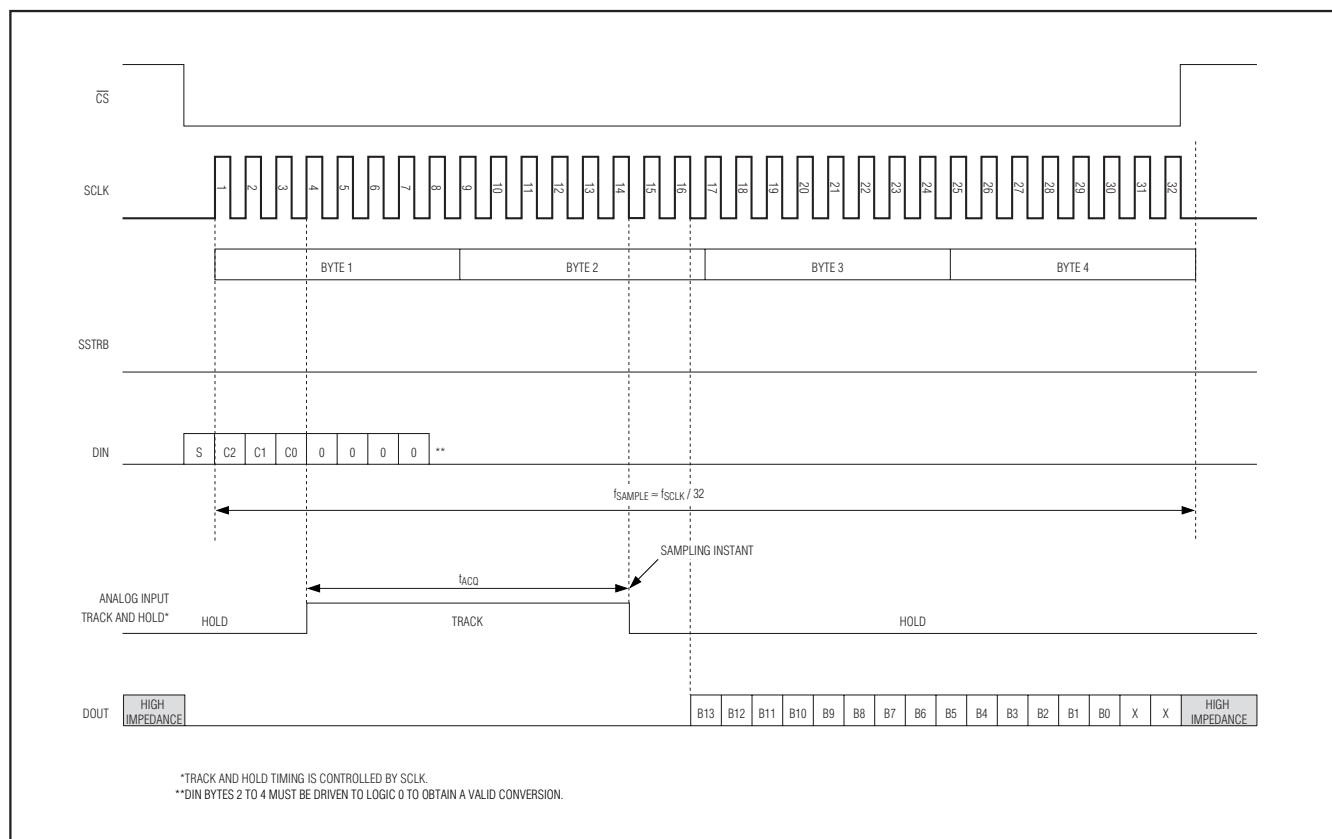 CS
SCLK
1 2 3 4 5 6 7 8 9 10 11 12 13 14 15 16 17 18 19 20 21 22 23 24 25 26 27 28 29 30 31 32
BYTE 1 BYTE 2 BYTE 3 BYTE 4
SSTRB
DIN
S C2 C1 C0 0 0 0 0 **
fSAMPLE = fSCLK / 32
SAMPLING INSTANT
tACQ
ANALOG INPUT
TRACK AND HOLD*
HOLD TRACK HOLD
DOUT
HIGH
IMPEDANCE
B13 B12 B11 B10 B9 B8 B7 B6 B5 B4 B3 B2 B1 B0 X X
HIGH
IMPEDANCE
*TRACK AND HOLD TIMING IS CONTROLLED BY SCLK.
**DIN BYTES 2 TO 4 MUST BE DRIVEN TO LOGIC 0 TO OBTAIN A VALID CONVERSION.